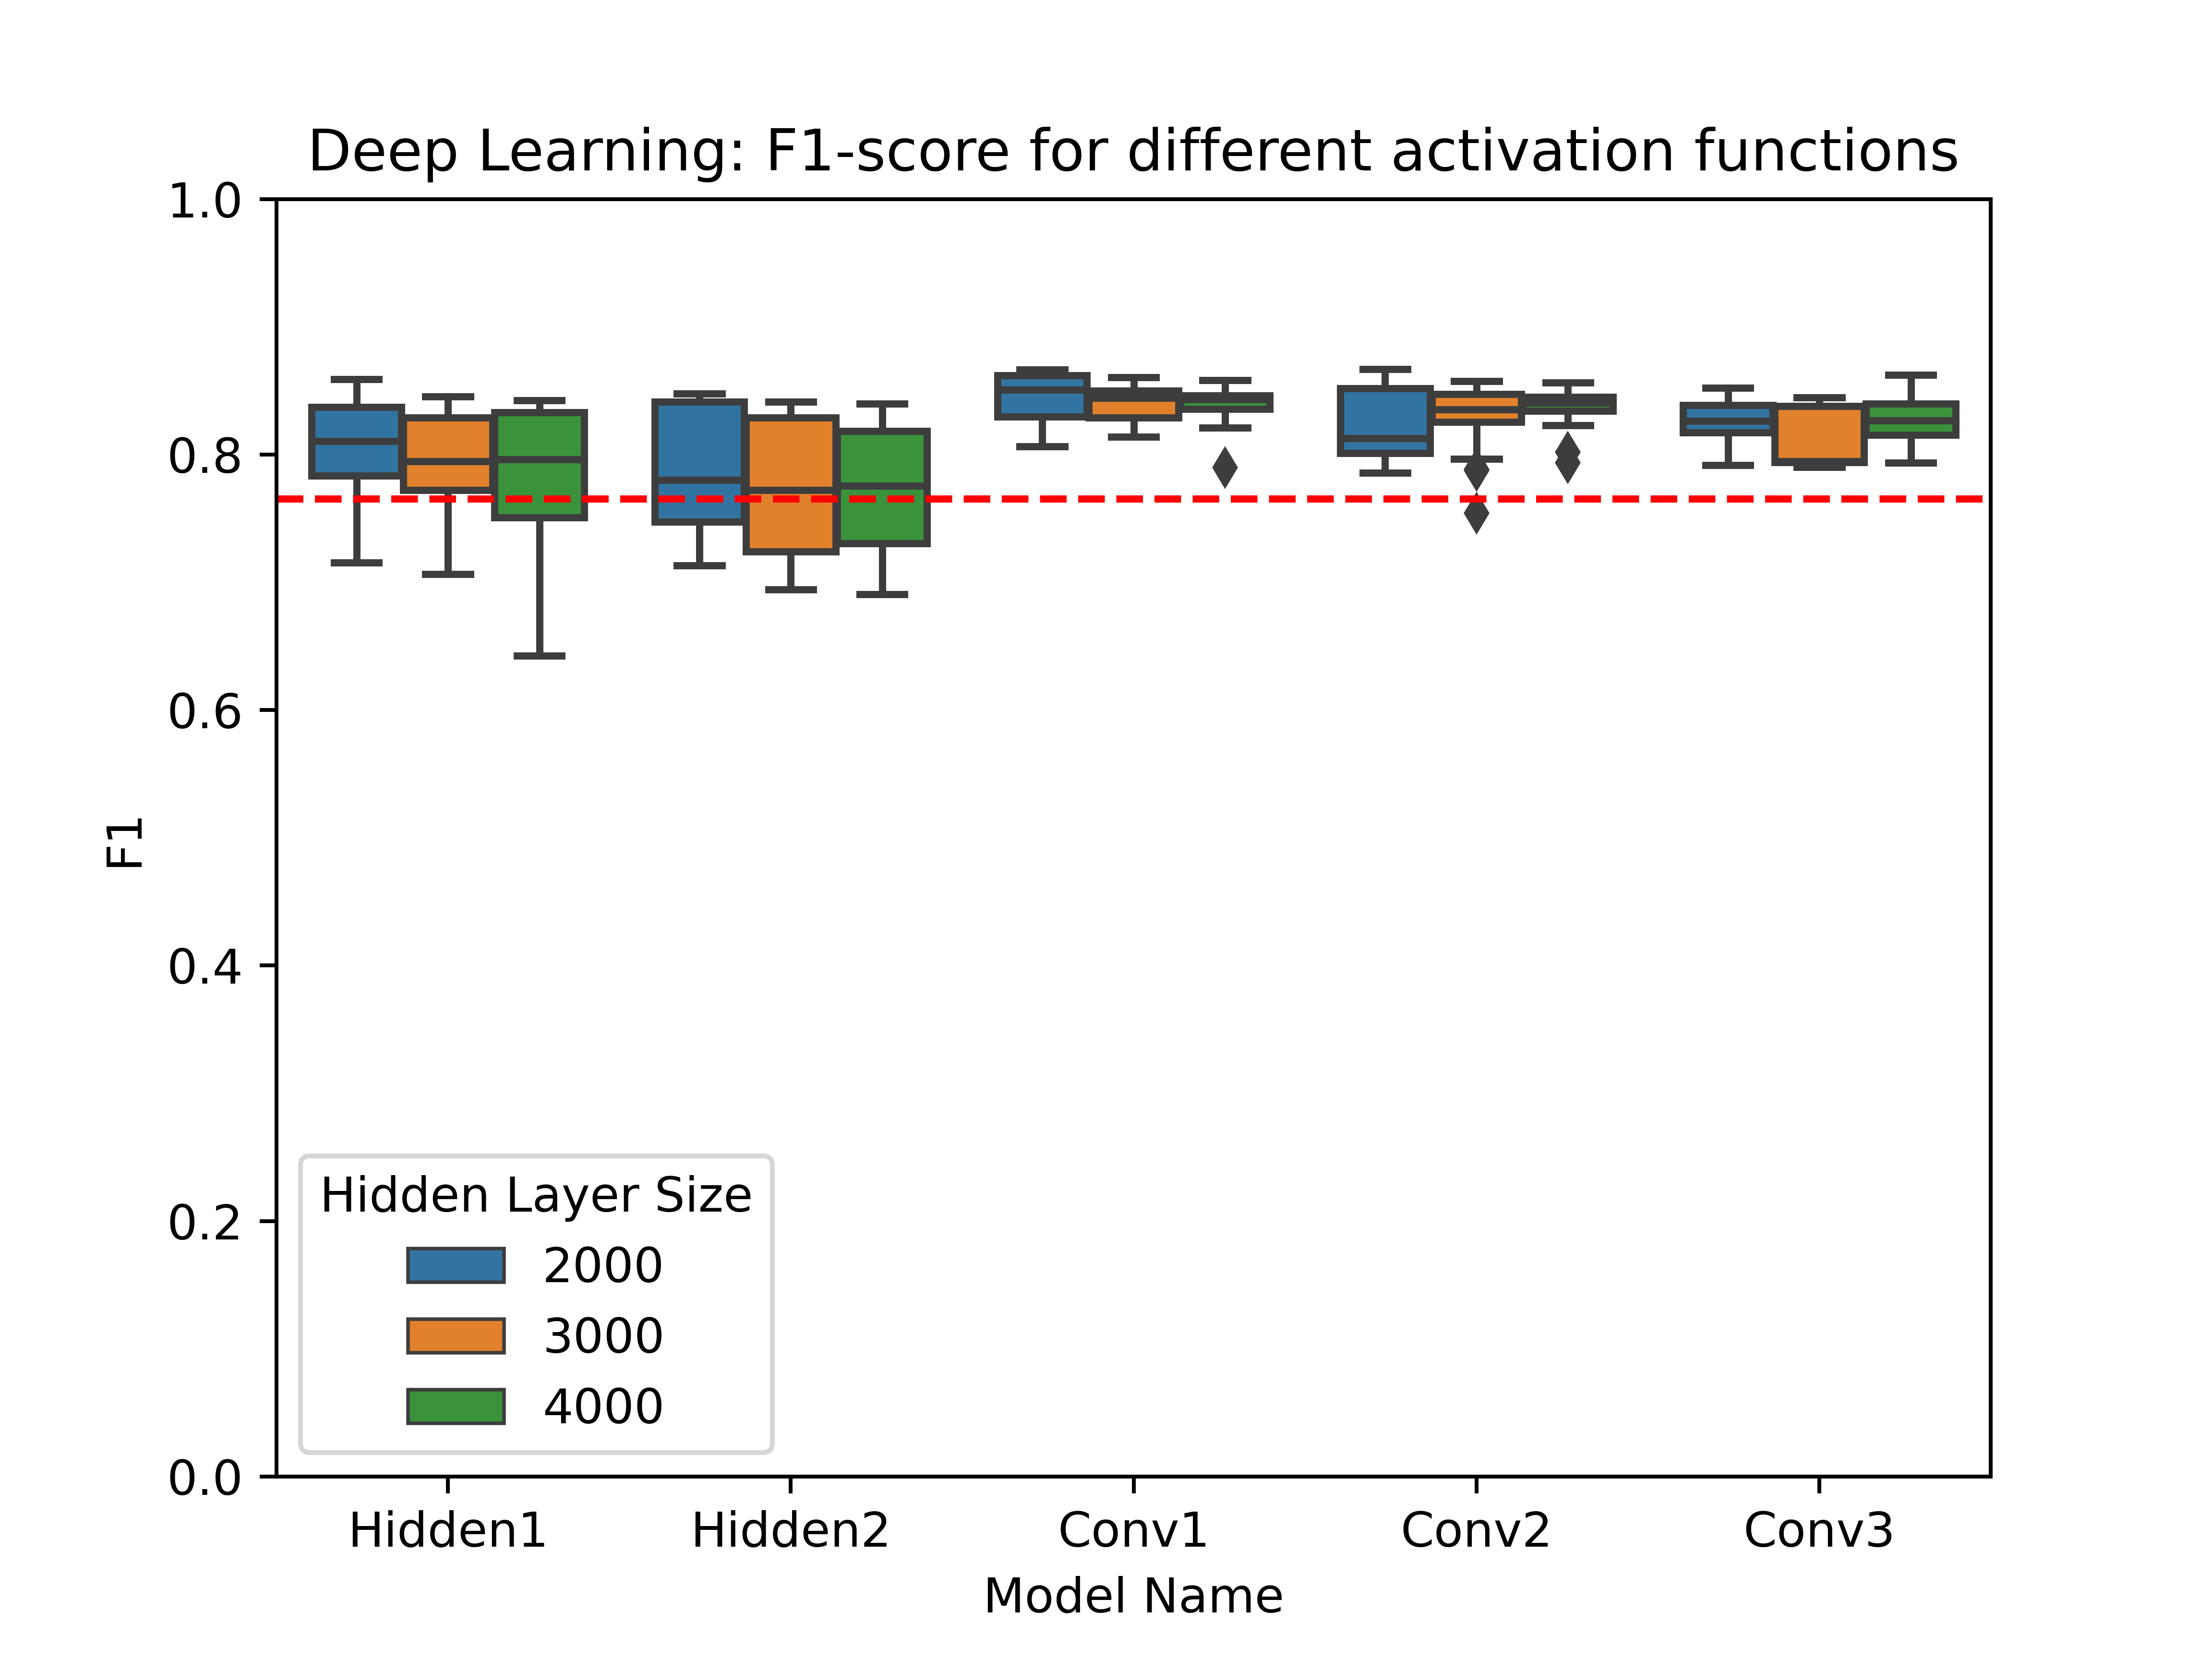 Deep Learning: F1-score for different activation functions
1.0
0.8
0.6
0.4
0.2
0.0
F1
Hidden Layer Size
2000
3000
4000
Hidden1 Hidden2 Conv1 Conv2 Conv3
Model Name